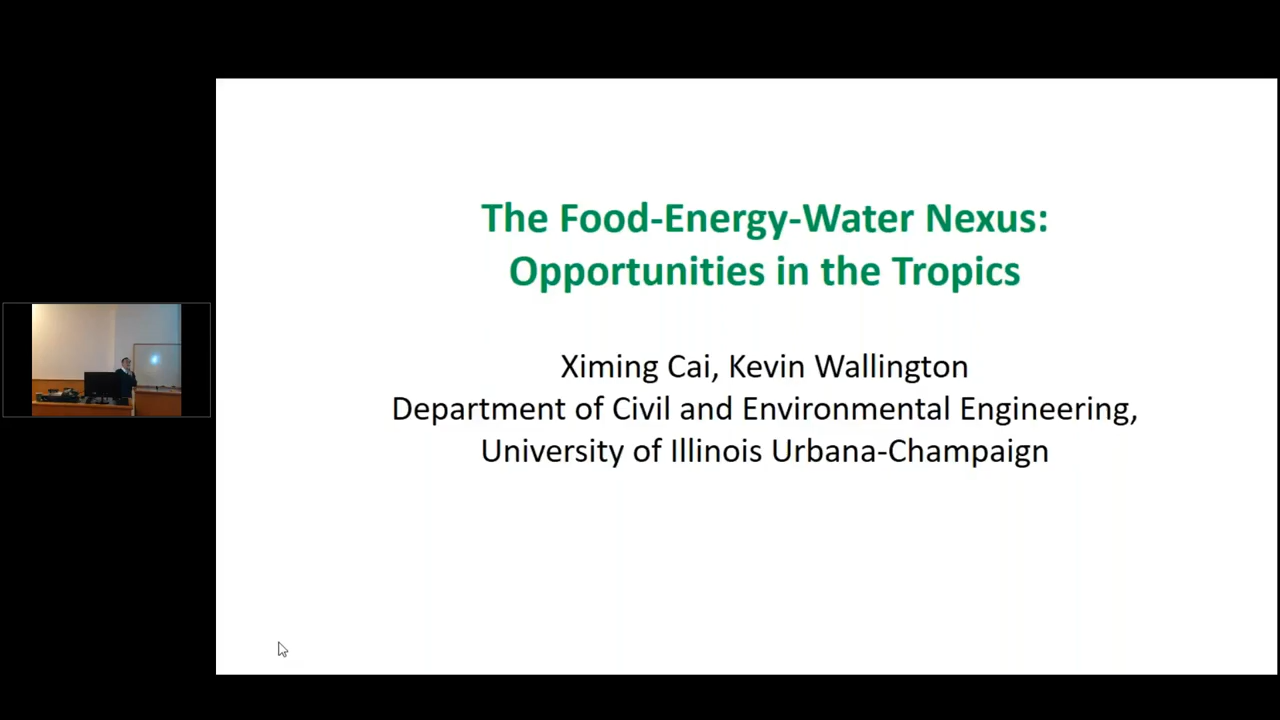 The Food-Energy-Water Nexus:
Opportunities in the Tropics
Ximing Cai, Kevin Wallington
Department of Civil and Environmental Engineering,
University of Illinois Urbana-Champaign